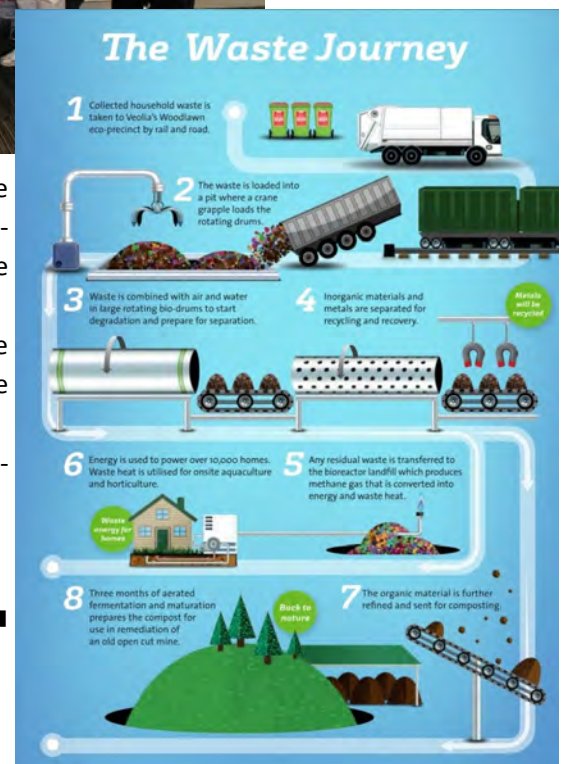 The Waste Journey
1 Collected household waste is
taken to Veolia's Woodlawn
eco-precinct by rail and road.
2 The waste is loaded into
a pit where a crane
grapple loads the
rotating drums.
3 Waste is combined with air and water
in large rotating bio-drums to start
degradation and prepare for separation.
4 Inorganic materials and
metals are separated for
recycling and recovery.
Metals
will be
recycled
6 Energy is used to power over 10,000 homes.
Waste heat is utilised for onsite aquaculture
and horticulture.
5 Any residual waste is transferred to
the bioreactor landfill which produces
methane gas that is converted into
energy and waste heat.
Waste
energy for
homes
8 Three months of aerated
fermentation and maturation
prepares the compost for
use in remediation of
an old open cut mine.
Back to
nature
7 The organic material is further
refined and sent for composting.